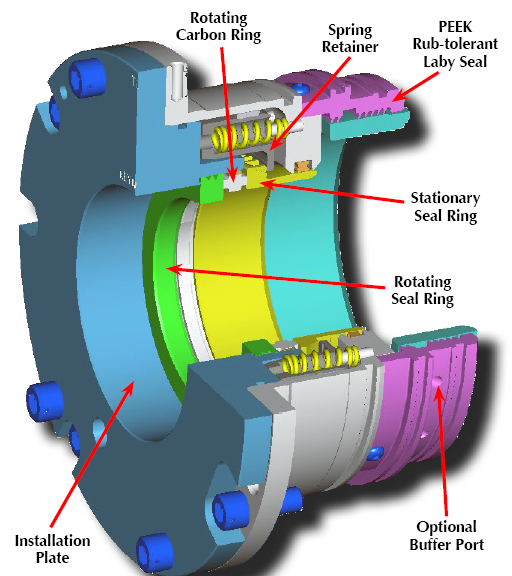 Rotating
Carbon Ring
Spring
Retainer
PEEK
Rub-tolerant
Laby Seal
Stationary
Seal Ring
Rotating
Seal Ring
Installation
Plate
Optional
Buffer Port